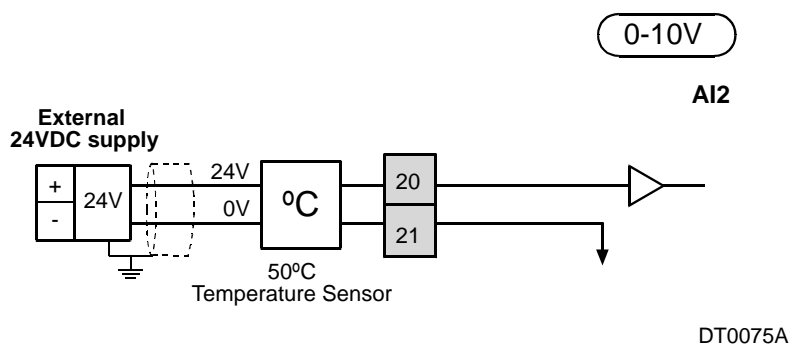 0-10V
AI2
External
24VDC supply
+
-
24V
24V
0V
ºC
20
21
50ºC
Temperature Sensor
DT0075A